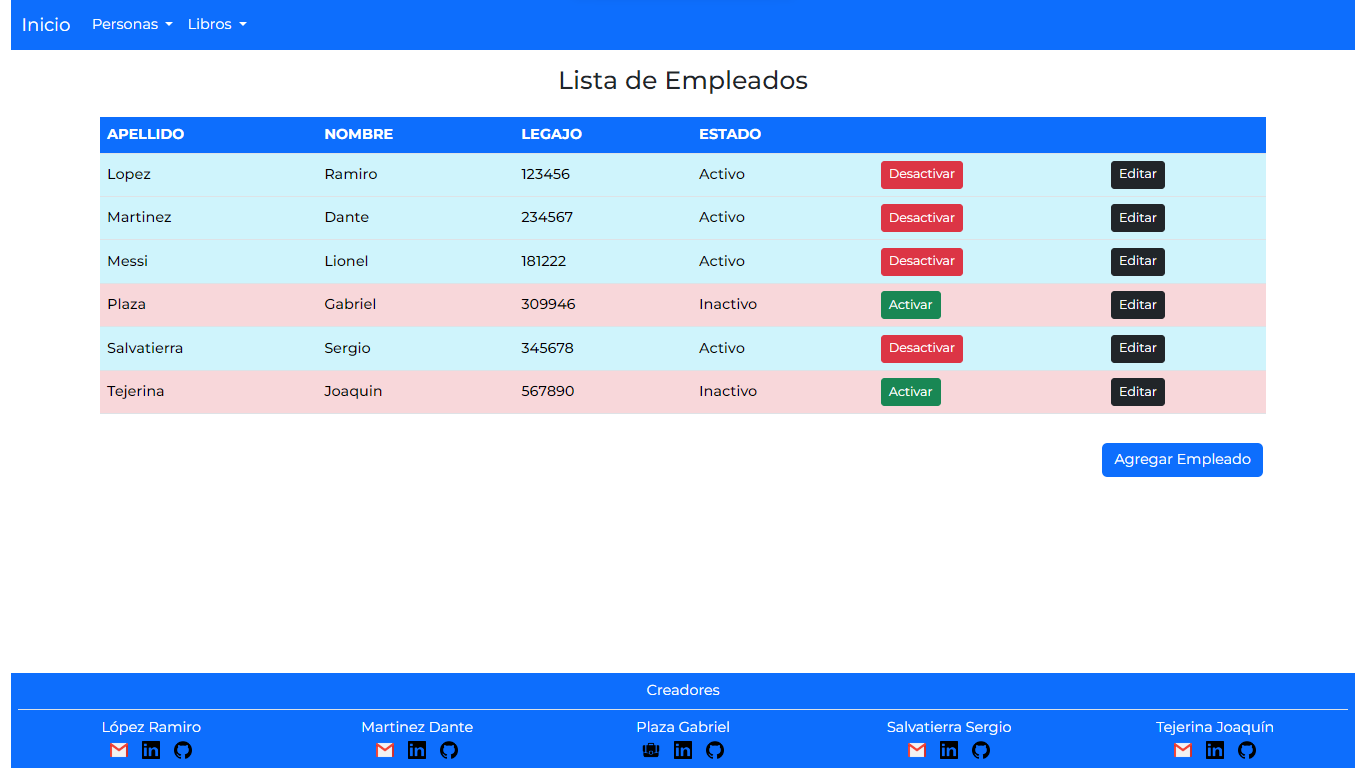 Inicio Personas Libros
Lista de Empleados
APELLIDO NOMBRE LEGAJO ESTADO
Lopez Ramiro 123456 Activo Desactivar Editar
Martinez Dante 234567 Activo Desactivar Editar
Messi Lionel 181222 Activo Desactivar Editar
Plaza Gabriel 309946 Inactivo Activar Editar
Salvatierra Sergio 345678 Activo Desactivar Editar
Tejerina Joaquin 567890 Inactivo Activar Editar
Agregar Empleado
Creadores
López Ramiro Martinez Dante Plaza Gabriel Salvatierra Sergio Tejerina Joaquín